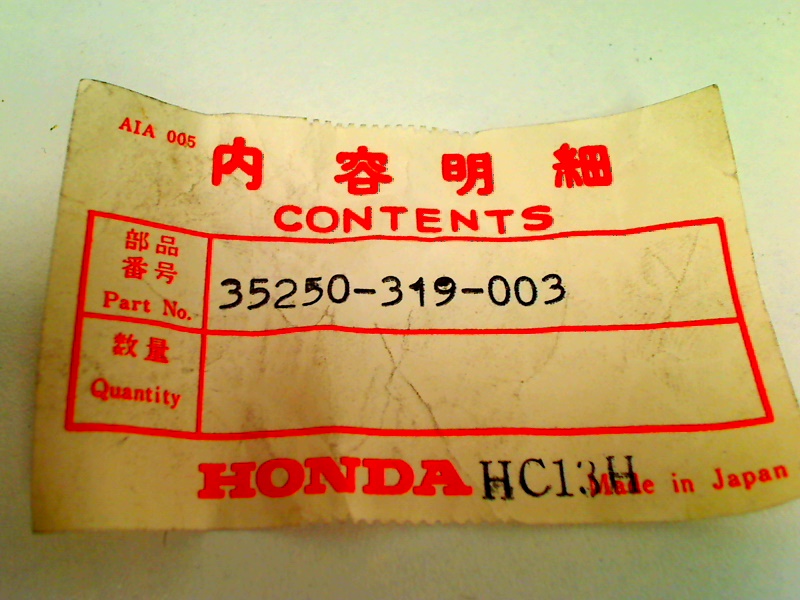 AIA 005
内容明細
CONTENTS
部品
番号
Part No.
35250-319-003
数量
Quantity
HONDA HC13H Made in Japan